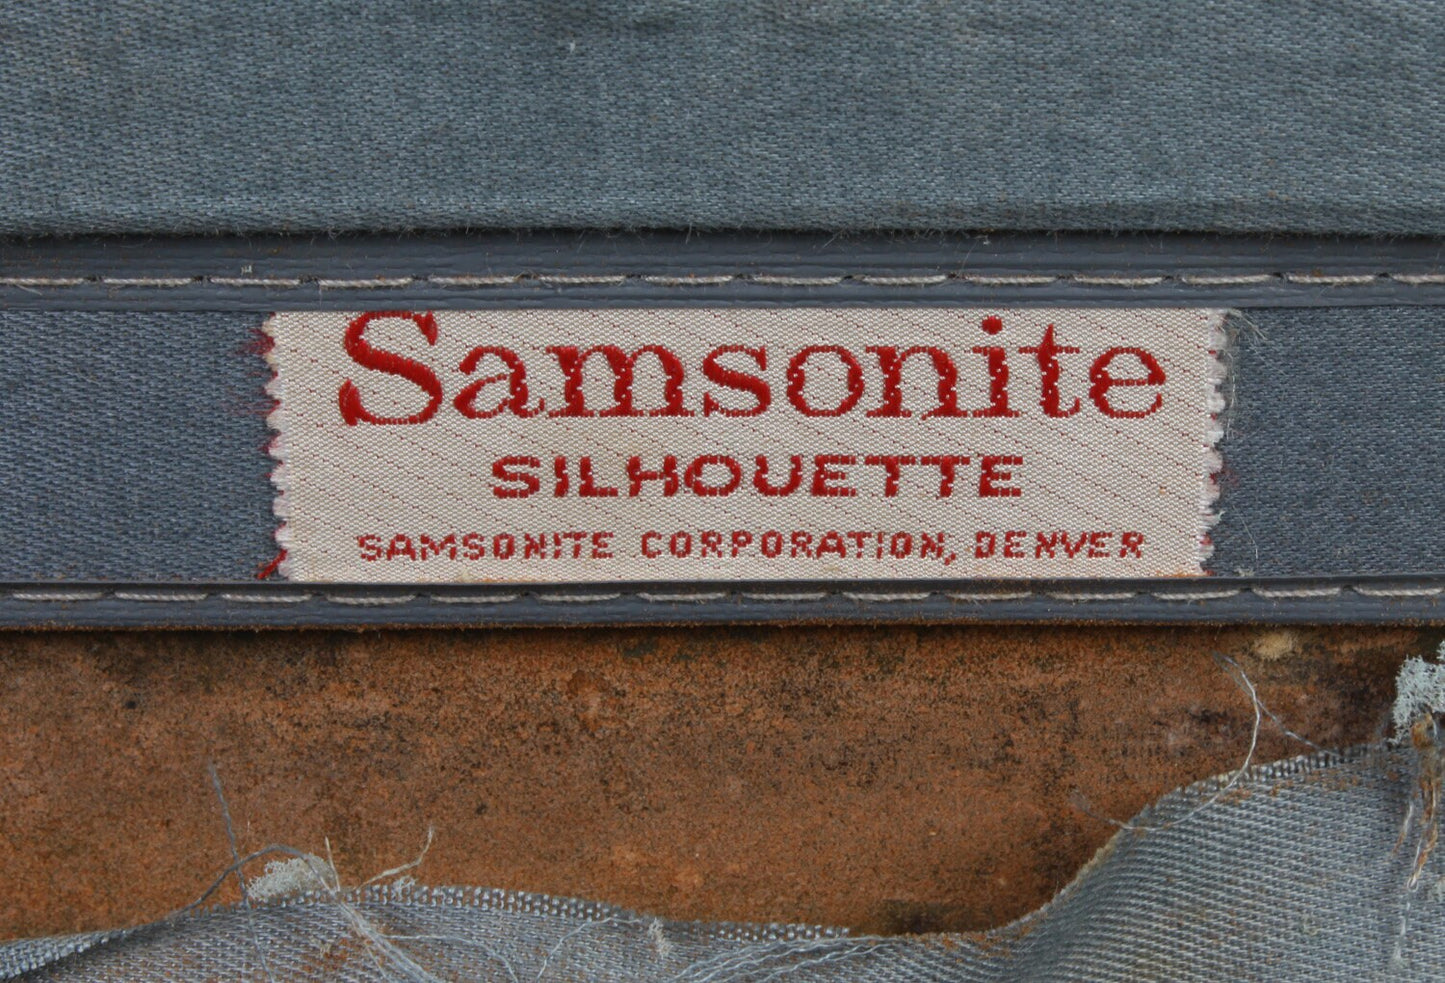 Samsonite
SILHOUETTE
SAMSONITE CORPORATION, DENVER